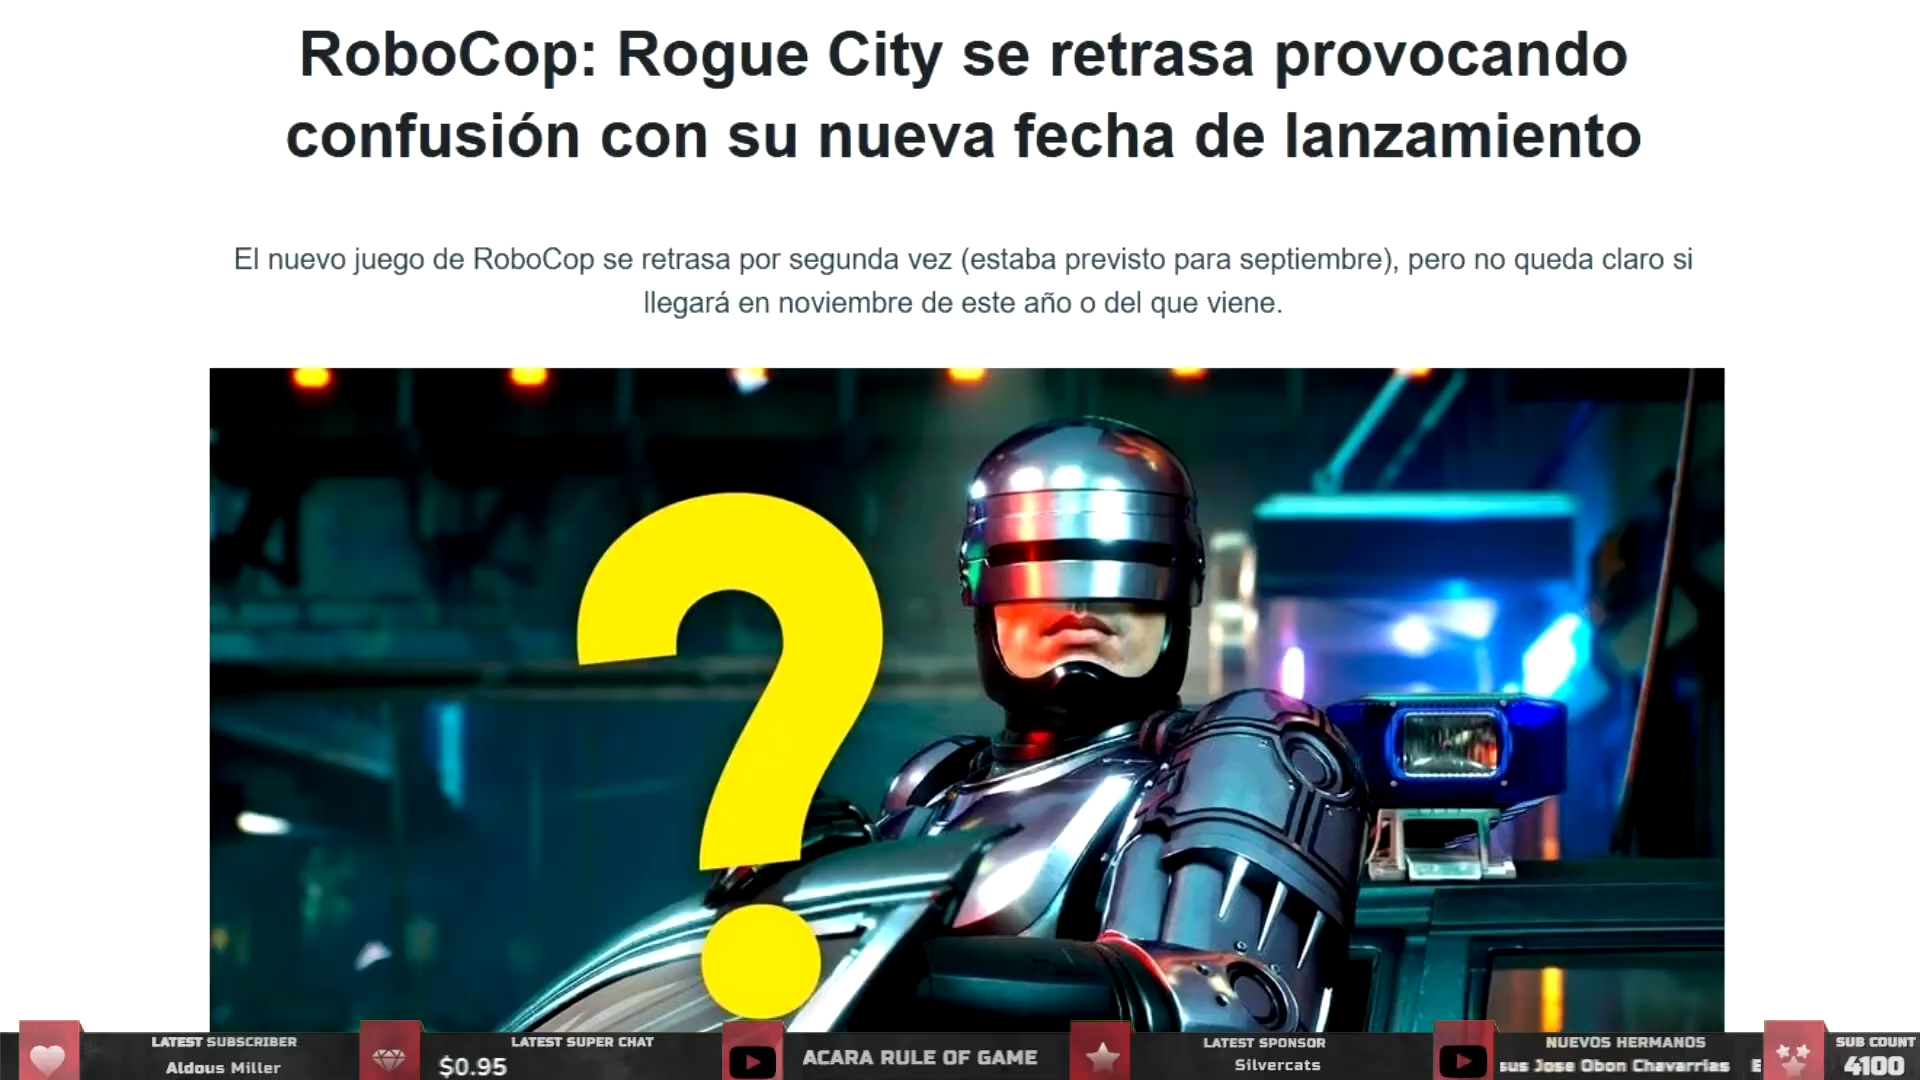 RoboCop: Rogue City se retrasa provocando
confusión con su nueva fecha de lanzamiento
El nuevo juego de RoboCop se retrasa por segunda vez (estaba previsto para septiembre), pero no queda claro si
llegará en noviembre de este año o del que viene.
?
LATEST SUBSCRIBER
Aldous Miller
LATEST SUPER CHAT
$0.95
ACARA RULE OF GAME
LATEST SPONSOR
Silvercats
NUEVOS HERMANOS
sus Jose Obon Chavarrias
SUB COUNT
4100